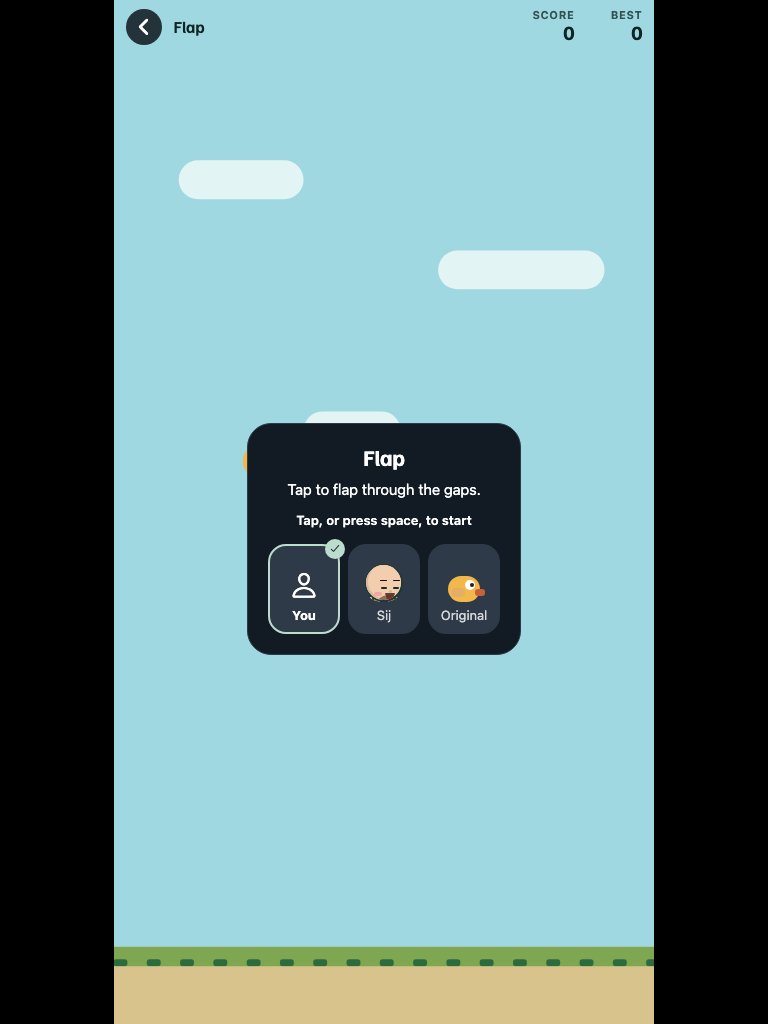 Flap
SCORE
0
BEST
0
Flap
Tap to flap through the gaps.
Tap, or press space, to start
You
Sij
Original